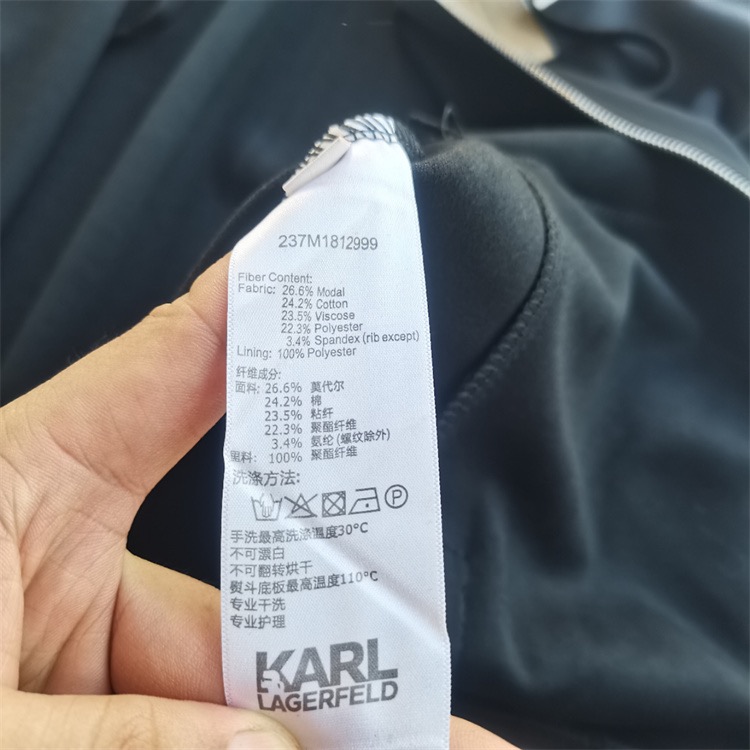 237M1812999
Fiber Content:
Fabric: 26.6% Modal
24.2% Cotton
23.5% Viscose
22.3% Polyester
3.4% Spandex (rib except)
Lining: 100% Polyester
纤维成分:
面料: 26.6% 莫代尔
24.2% 棉
23.5% 粘纤
22.3% 聚酯纤维
3.4% 氨纶 (螺纹除外)
里料: 100% 聚酯纤维
洗涤方法:
P
手洗最高洗涤温度30°C
不可漂白
不可翻转烘干
熨斗底板最高温度110°C
专业干洗
专业护理
KARL
LAGERFELD